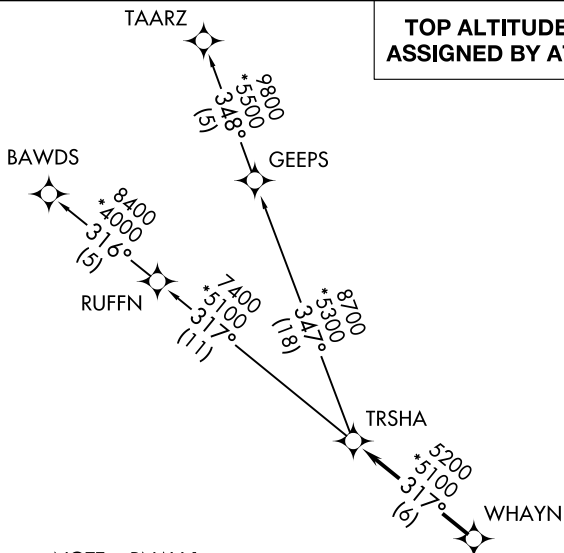 TOP ALTITUDE
ASSIGNED BY AT
TAARZ
9800
*5500
348°
(5)
GEEPS
BAWDS
8400
*4000
316°
(5)
RUFFN
7400
*5100
317°
(11)
8700
*5300
347°
(18)
TRSHA
5200
*5100
317°
(6)
WHAYN